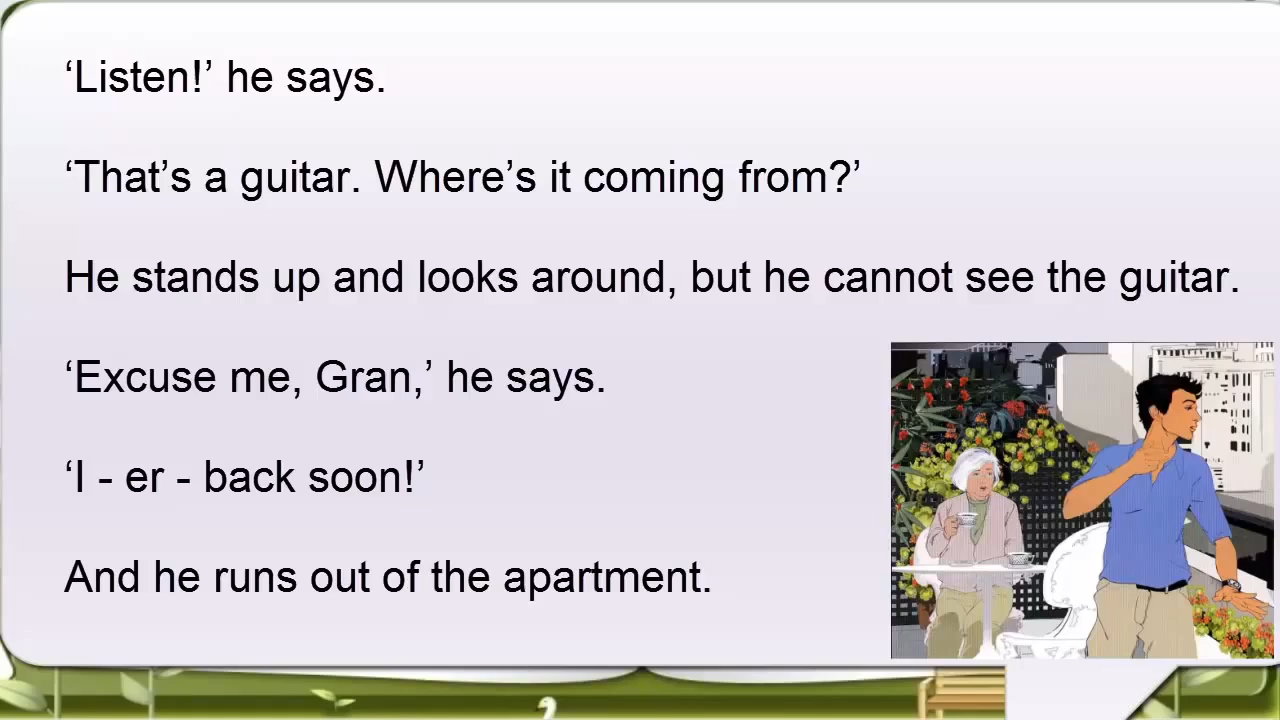 ‘Listen!’ he says.
‘That’s a guitar. Where’s it coming from?’
He stands up and looks around, but he cannot see the guitar.
‘Excuse me, Gran,’ he says.
‘I - er - back soon!’
And he runs out of the apartment.